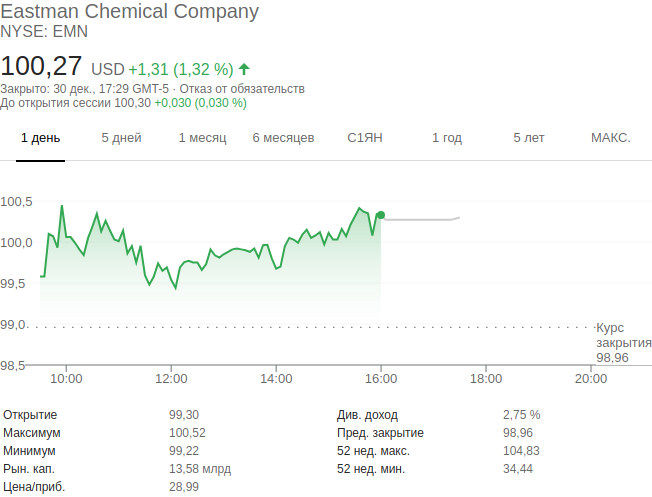 Eastman Chemical Company
NYSE: EMN
100,27 USD +1,31 (1,32 %)
Закрыто: 30 дек., 17:29 GMT-5 · Отказ от обязательств
До открытия сессии 100,30 +0,030 (0,030 %)
1 день 5 дней 1 месяц 6 месяцев С1ЯН 1 год 5 лет МАКС.
100,5
100,0
99,5
99,0
Курс
закрытия
98,96
98,5
10:00 12:00 14:00 16:00 18:00 20:00
Открытие 99,30 Див. доход 2,75 %
Максимум 100,52 Пред. закрытие 98,96
Минимум 99,22 52 нед. макс. 104,83
Рын. кап. 13,58 млрд 52 нед. мин. 34,44
Цена/приб. 28,99